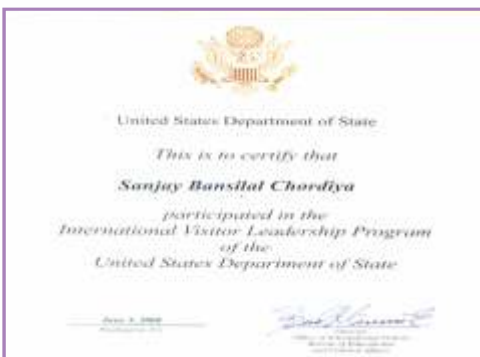 United States Department of State
This is to certify that
Sanjay Bansilal Chordiya
participated in the
International Visitor Leadership Program
of the
United States Department of State